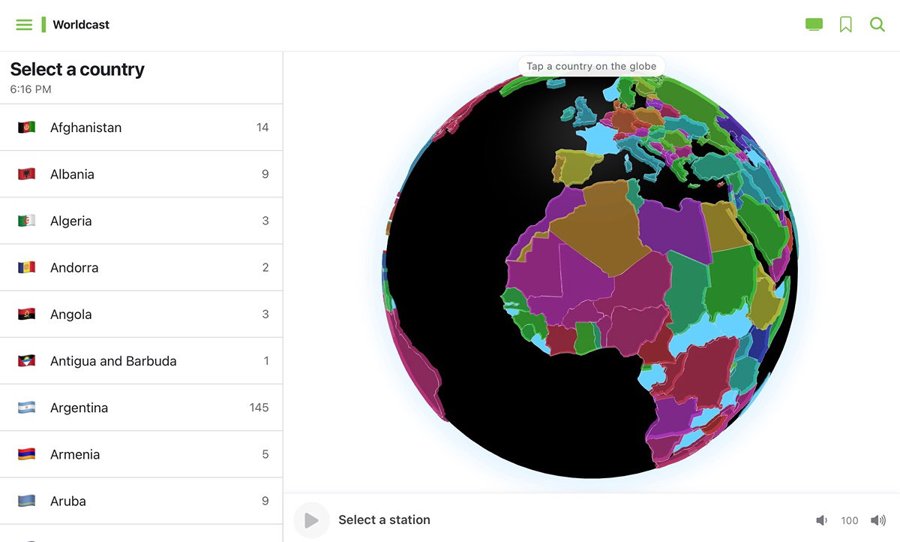 Worldcast
Select a country
6:16 PM
Tap a country on the globe
Afghanistan 14
Albania 9
Algeria 3
Andorra 2
Angola 3
Antigua and Barbuda 1
Argentina 145
Armenia 5
Aruba 9
Select a station
100